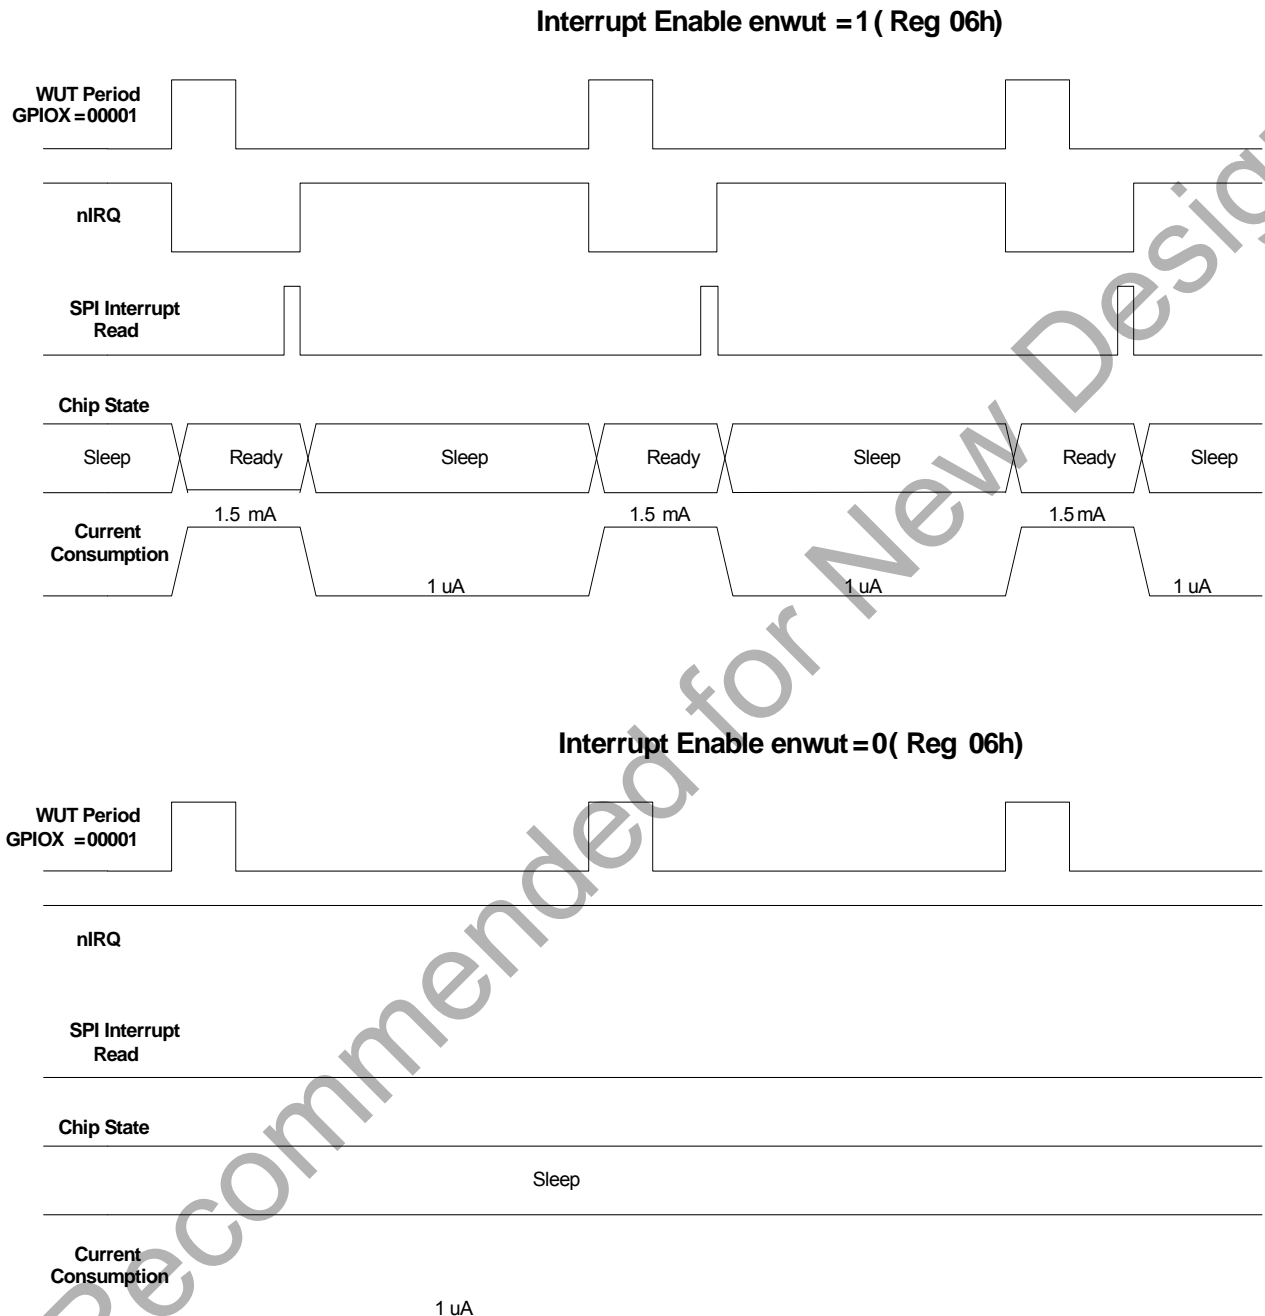 Interrupt Enable enwut =1 ( Reg 06h)
WUT Period
GPIOX =00001
nIRQ
SPI Interrupt
Read
Chip State
Sleep Ready Sleep Ready Sleep Ready Sleep
1.5 mA 1.5 mA 1.5 mA
Current
Consumption
1 uA 1 uA 1 uA
Interrupt Enable enwut =0 ( Reg 06h)
WUT Period
GPIOX =00001
nIRQ
SPI Interrupt
Read
Chip State
Sleep
Current
Consumption
1 uA
Recommended for New Desig